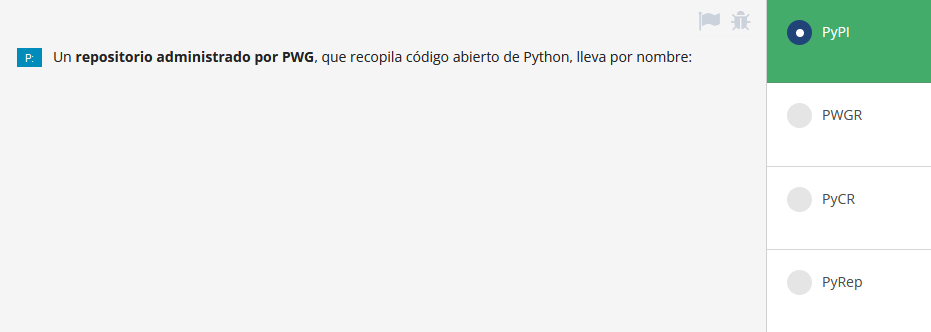 P: Un repositorio administrado por PWG, que recopila código abierto de Python, lleva por nombre:
PyPI
PWGR
PyCR
PyRep